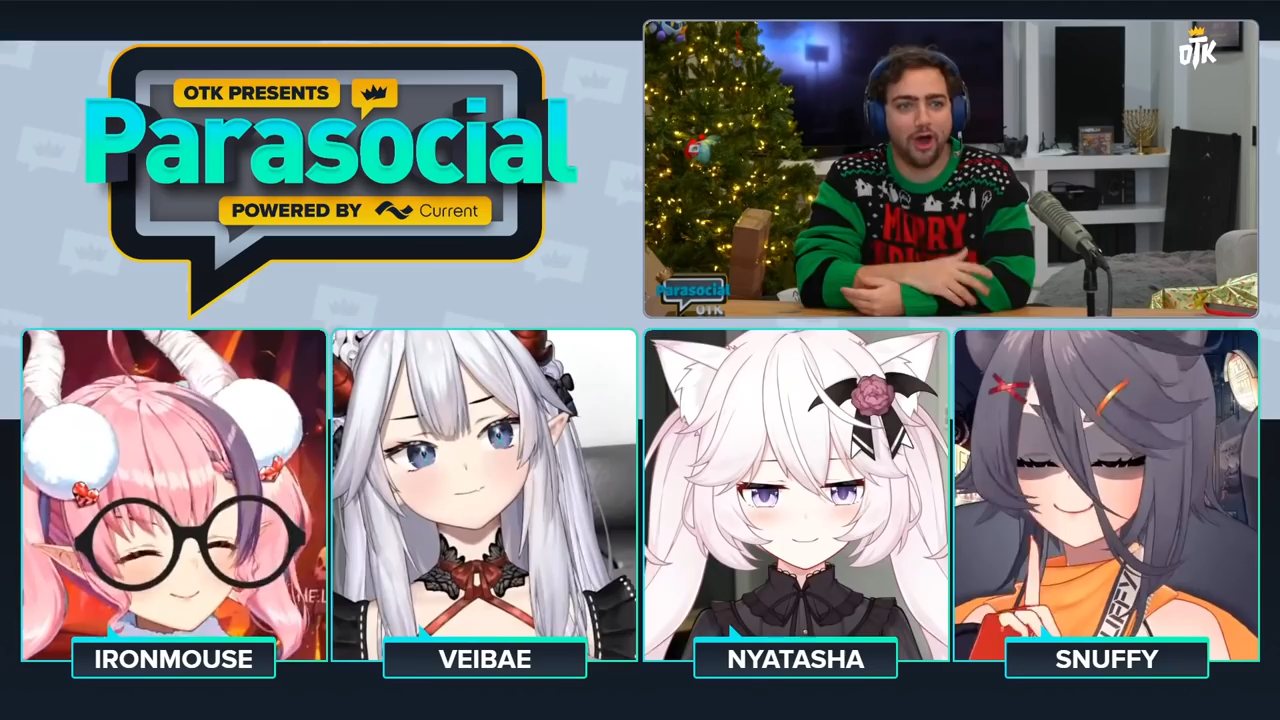 OTK PRESENTS
Parasocial
POWERED BY Current
OTK
MERRY
Parasocial
OTK
IRONMOUSE
VEIBAE
NYATASHA
SNUFFY